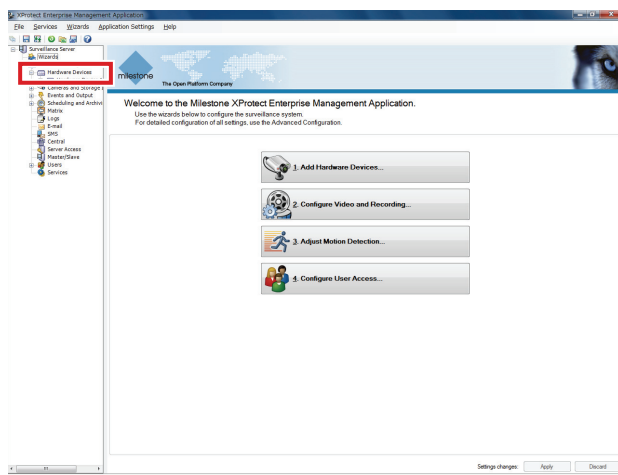 XProtect Enterprise Management Application
File Services Wizards Application Settings Help
Surveillance Server
Wizards
Hardware Devices
Cameras and Storage I
Events and Output
Scheduling and Archivi
Matrix
Logs
E-mail
SMS
Central
Server Access
Master/Slave
Users
Services
milestone
The Open Platform Company
Welcome to the Milestone XProtect Enterprise Management Application.
Use the wizards below to configure the surveillance system.
For detailed configuration of all settings, use the Advanced Configuration.
1. Add Hardware Devices...
2. Configure Video and Recording...
3. Adjust Motion Detection...
4. Configure User Access...
Settings changes: Apply Discard